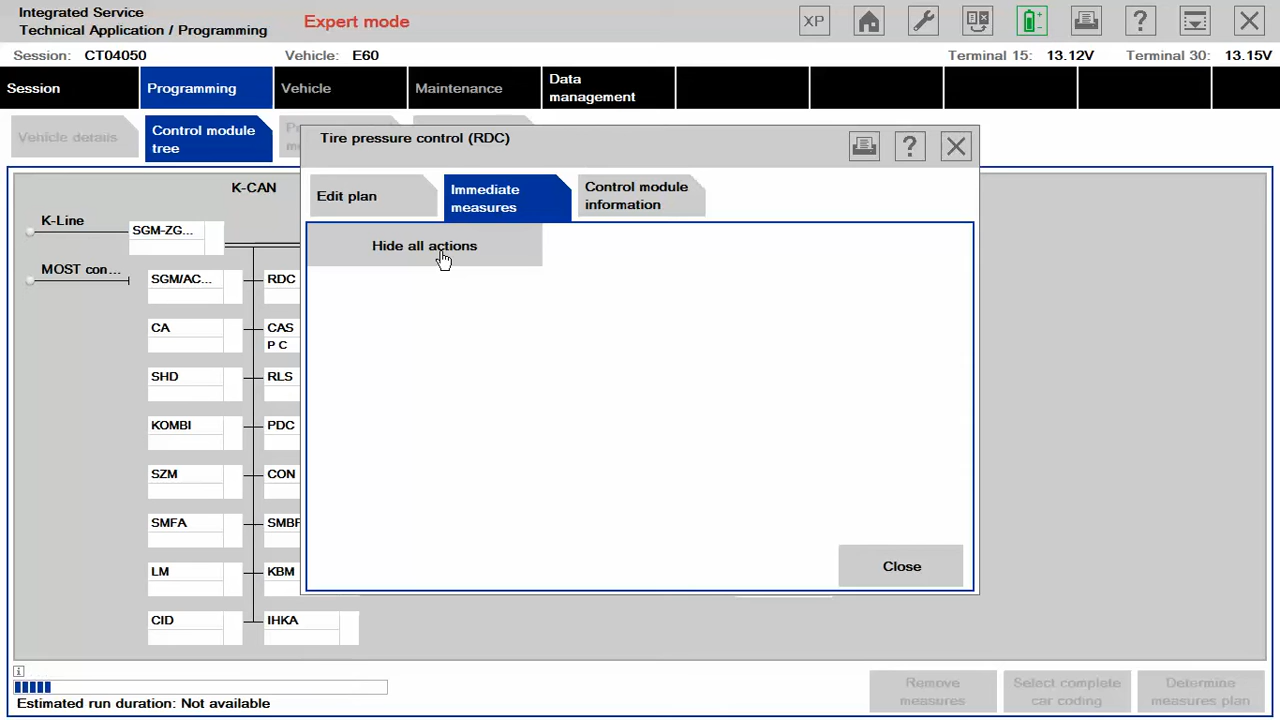 Integrated Service
Technical Application / Programming
Expert mode
XP
Session: CT04050
Vehicle: E60
Terminal 15: 13.12V
Terminal 30: 13.15V
Session
Programming
Vehicle
Maintenance
Data
management
Vehicle details
Control module
tree
Tire pressure control (RDC)
?
Edit plan
Immediate
measures
Control module
information
Hide all actions
Close
K-CAN
K-Line
SGM-ZG...
MOST con...
SGM/AC...
RDC
CA
CAS
P C
SHD
RLS
KOMBI
PDC
SZM
CON
SMFA
SMBF
LM
KBM
CID
IHKA
Estimated run duration: Not available
Remove
measures
Select complete
car coding
Determine
measures plan